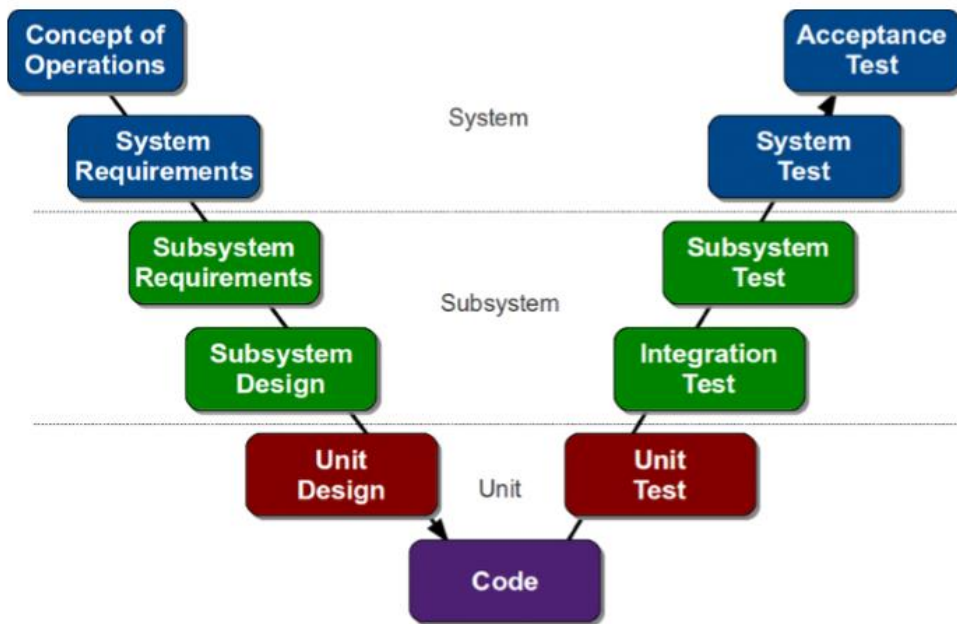 Concept of
Operations
Acceptance
Test
System
System
Requirements
System
Test
Subsystem
Requirements
Subsystem
Subsystem
Test
Subsystem
Design
Integration
Test
Unit
Design
Unit
Unit
Test
Code